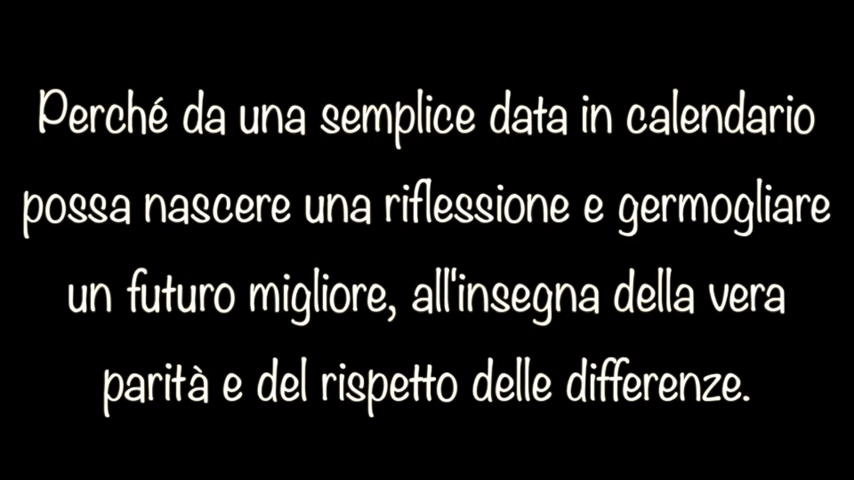 Perché da una semplice data in calendario
possa nascere una riflessione e germogliare
un futuro migliore, all'insegna della vera
parità e del rispetto delle differenze.